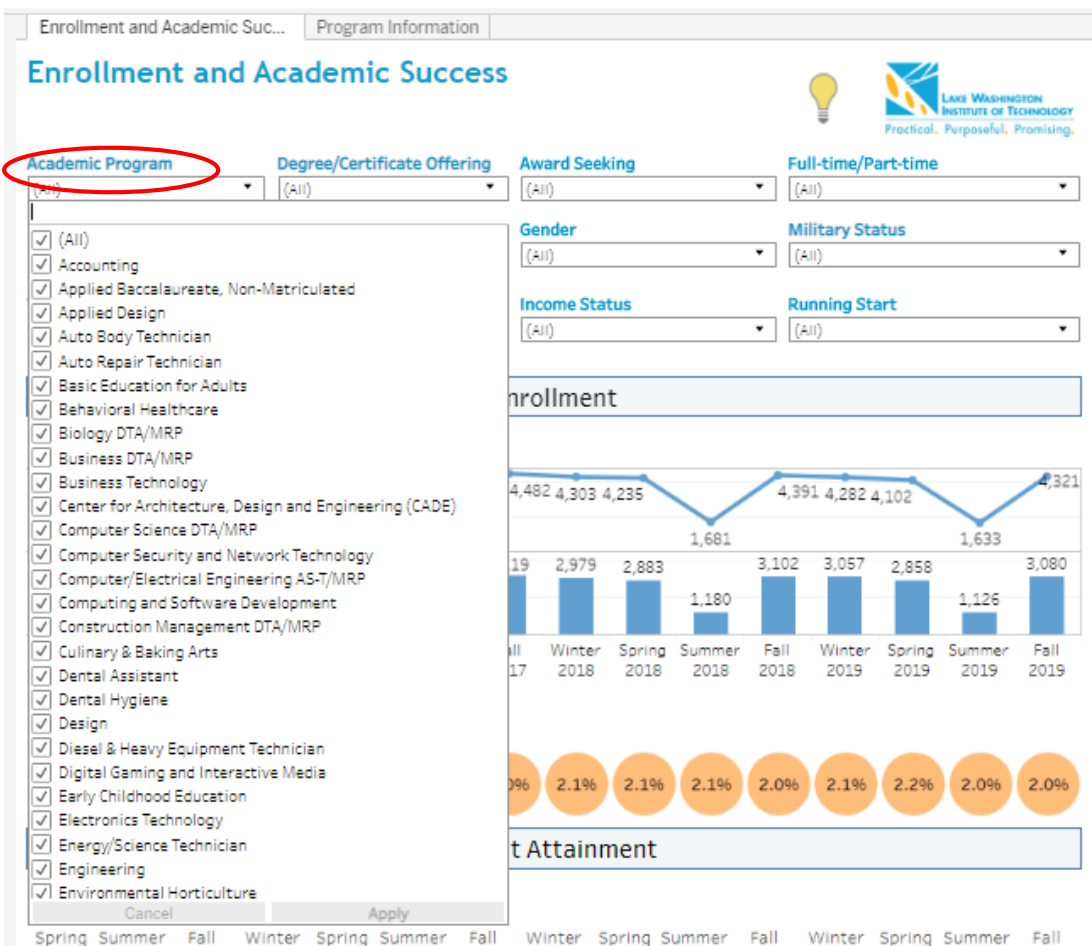 Enrollment and Academic Suc... Program Information
Enrollment and Academic Success
LAKE WASHINGTON
INSTITUTE OF TECHNOLOGY
Practical. Purposeful. Promising.
Academic Program Degree/Certificate Offering Award Seeking Full-time/Part-time
(All) (All) (All) (All)
Gender Military Status
(All) (All)
Income Status Running Start
(All) (All)
(All)
Accounting
Applied Baccalaureate, Non-Matriculated
Applied Design
Auto Body Technician
Auto Repair Technician
Basic Education for Adults
Behavioral Healthcare
Biology DTA/MRP
Business DTA/MRP
Business Technology
Center for Architecture, Design and Engineering (CADE)
Computer Science DTA/MRP
Computer Security and Network Technology
Computer/Electrical Engineering AS-T/MRP
Computing and Software Development
Construction Management DTA/MRP
Culinary & Baking Arts
Dental Assistant
Dental Hygiene
Design
Diesel & Heavy Equipment Technician
Digital Gaming and Interactive Media
Early Childhood Education
Electronics Technology
Energy/Science Technician
Engineering
Environmental Horticulture
Cancel Apply
nrollment
4,482 4,303 4,235 1,681 4,391 4,282 4,102 1,633 4,321
19 2,979 2,883 1,180 3,102 3,057 2,858 1,126 3,080
all Winter Spring Summer Fall Winter Spring Summer Fall
17 2018 2018 2018 2018 2019 2019 2019 2019
0% 2.1% 2.1% 2.1% 2.0% 2.1% 2.2% 2.0% 2.0%
t Attainment
Spring Summer Fall Winter Spring Summer Fall Winter Spring Summer Fall Winter Spring Summer Fall